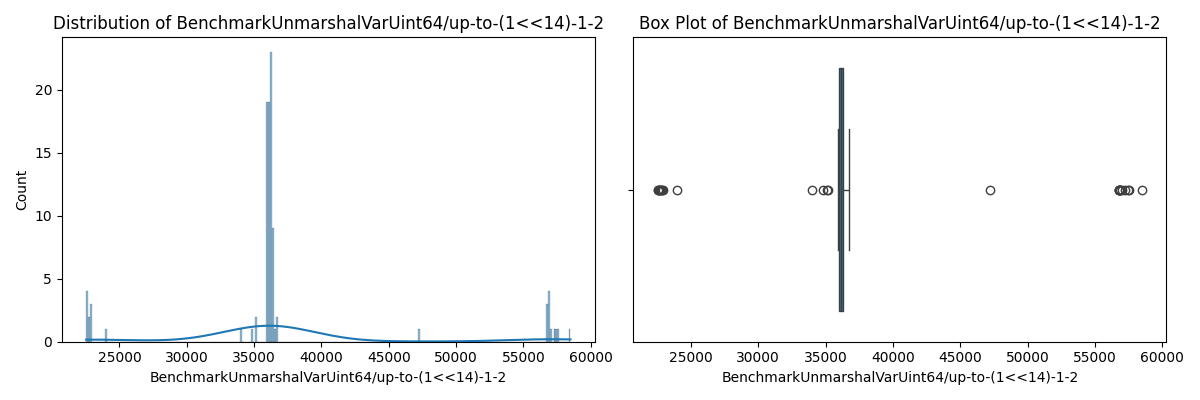 Distribution of BenchmarkUnmarshalVarUint64/up-to-(1<<14)-1-2
Count
20
15
10
5
0
25000 30000 35000 40000 45000 50000 55000 60000
BenchmarkUnmarshalVarUint64/up-to-(1<<14)-1-2
Box Plot of BenchmarkUnmarshalVarUint64/up-to-(1<<14)-1-2
25000 30000 35000 40000 45000 50000 55000 60000
BenchmarkUnmarshalVarUint64/up-to-(1<<14)-1-2